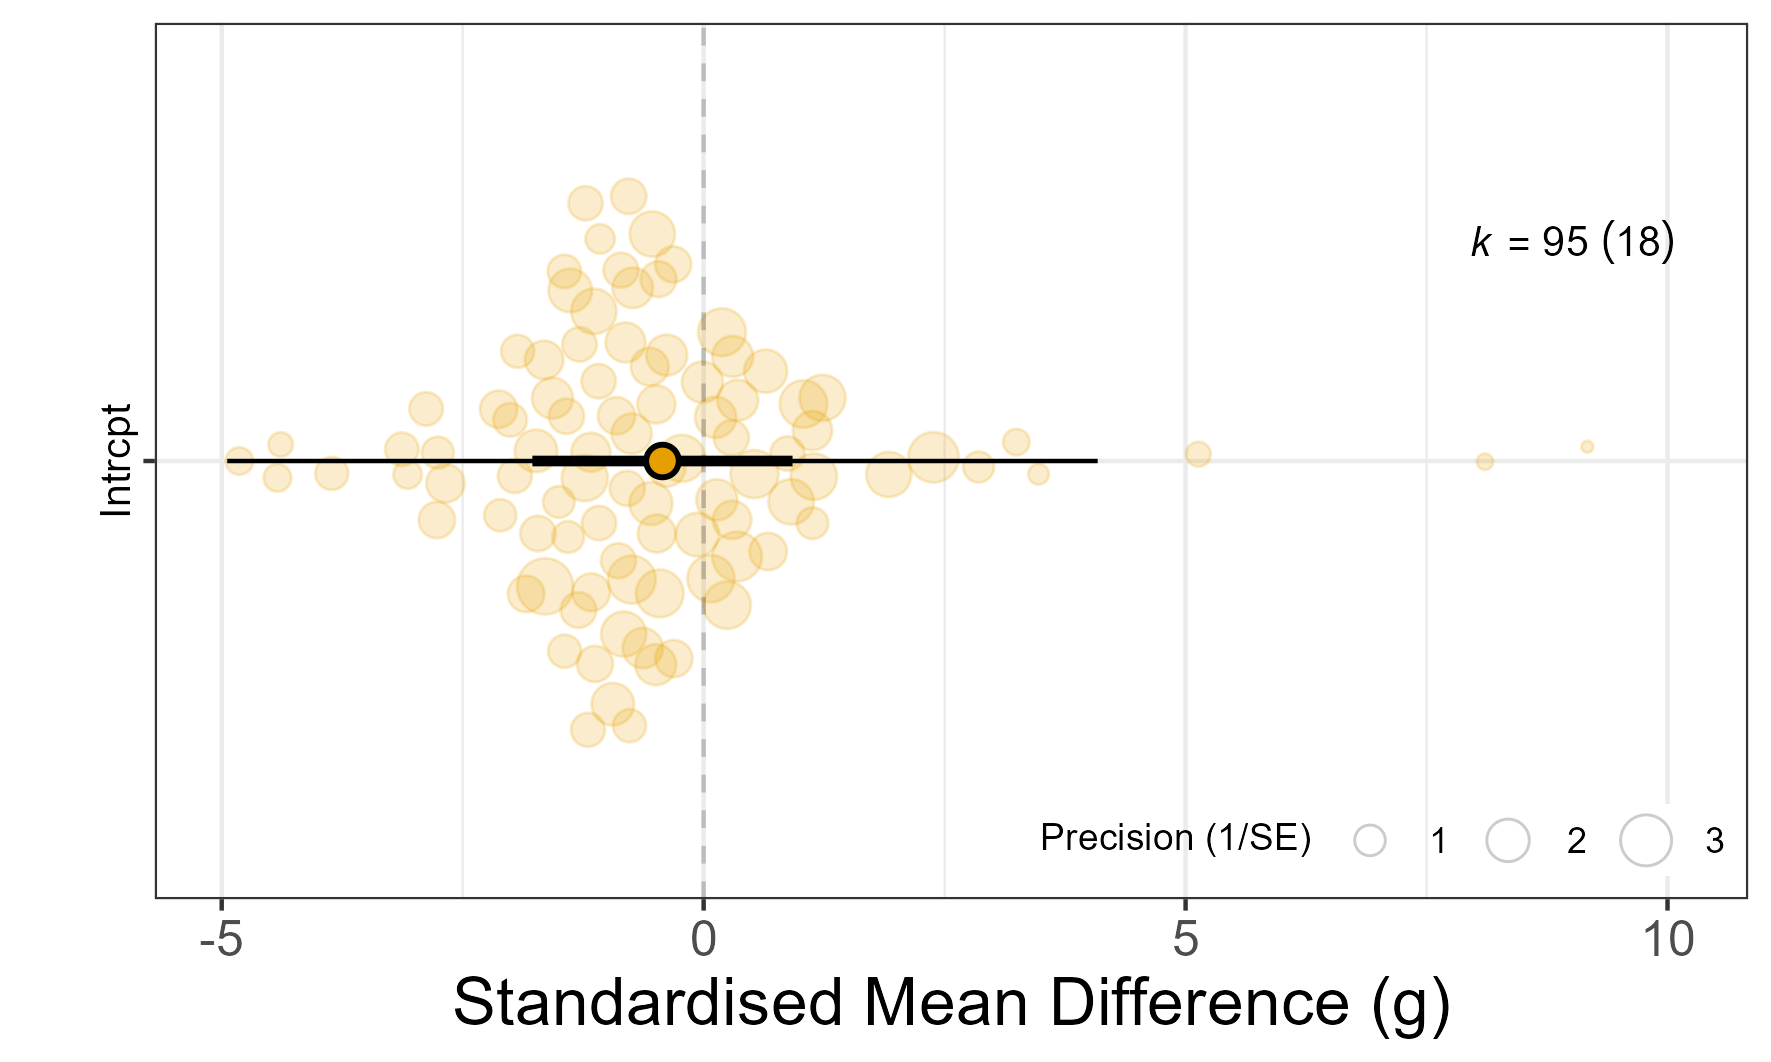 k = 95 (18)
Intrcpt
Precision (1/SE) 1 2 3
-5 0 5 10
Standardised Mean Difference (g)